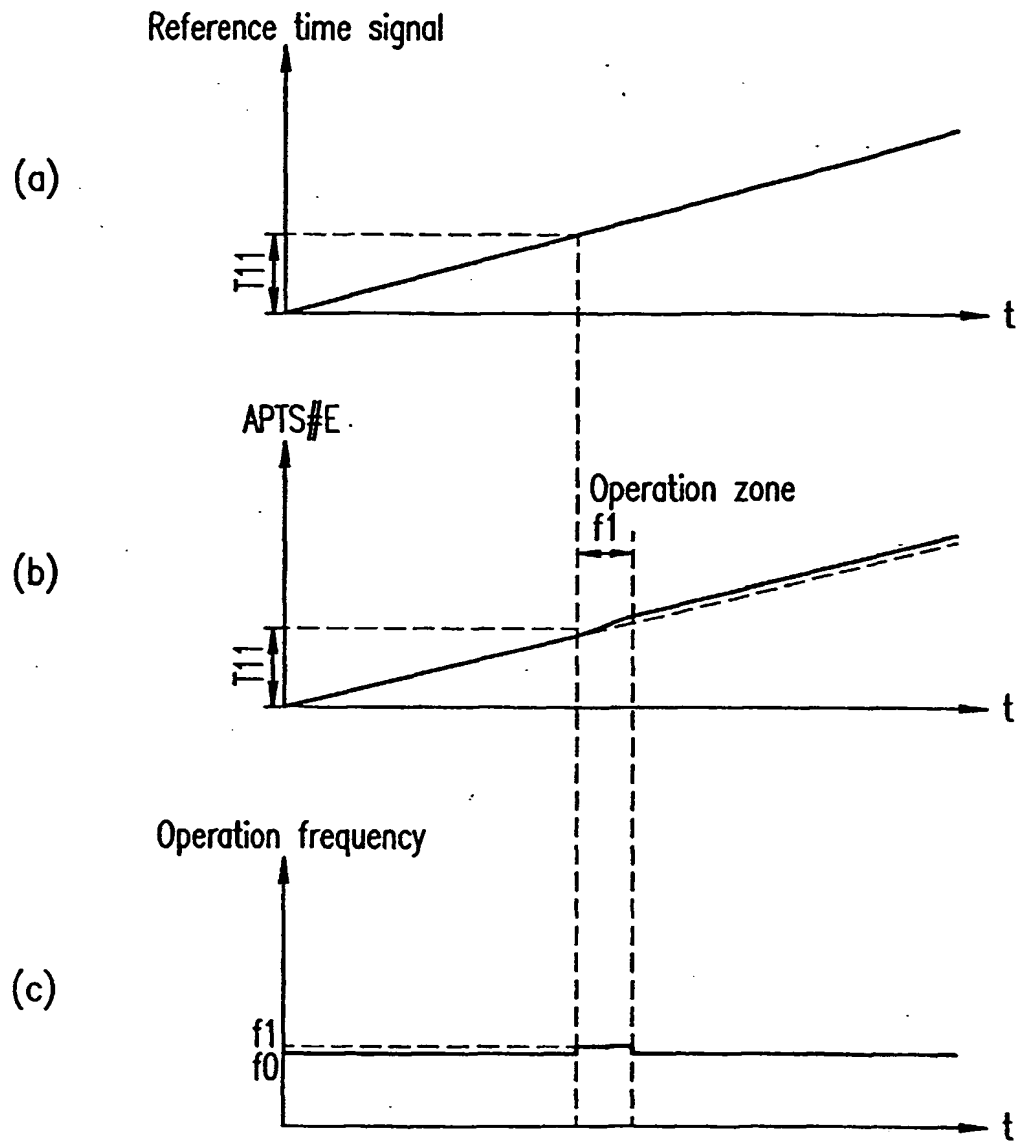 Reference time signal
(a)
T11
t
APTS#E
Operation zone
f1
(b)
T11
t
Operation frequency
(c)
f1
f0
t